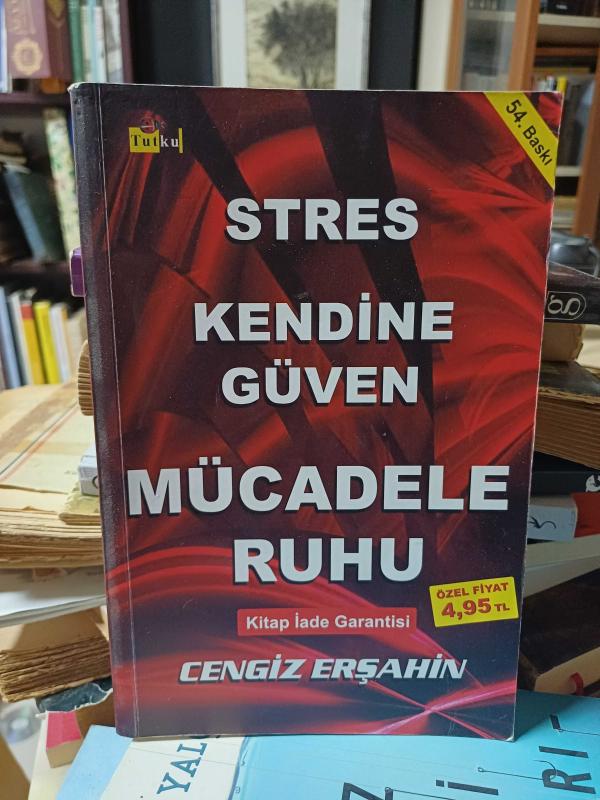 Tutku
54. Baskı
STRES
KENDİNE
GÜVEN
MÜCADELE
RUHU
ÖZEL FİYAT
4,95 TL
Kitap İade Garantisi
CENGİZ ERŞAHİN